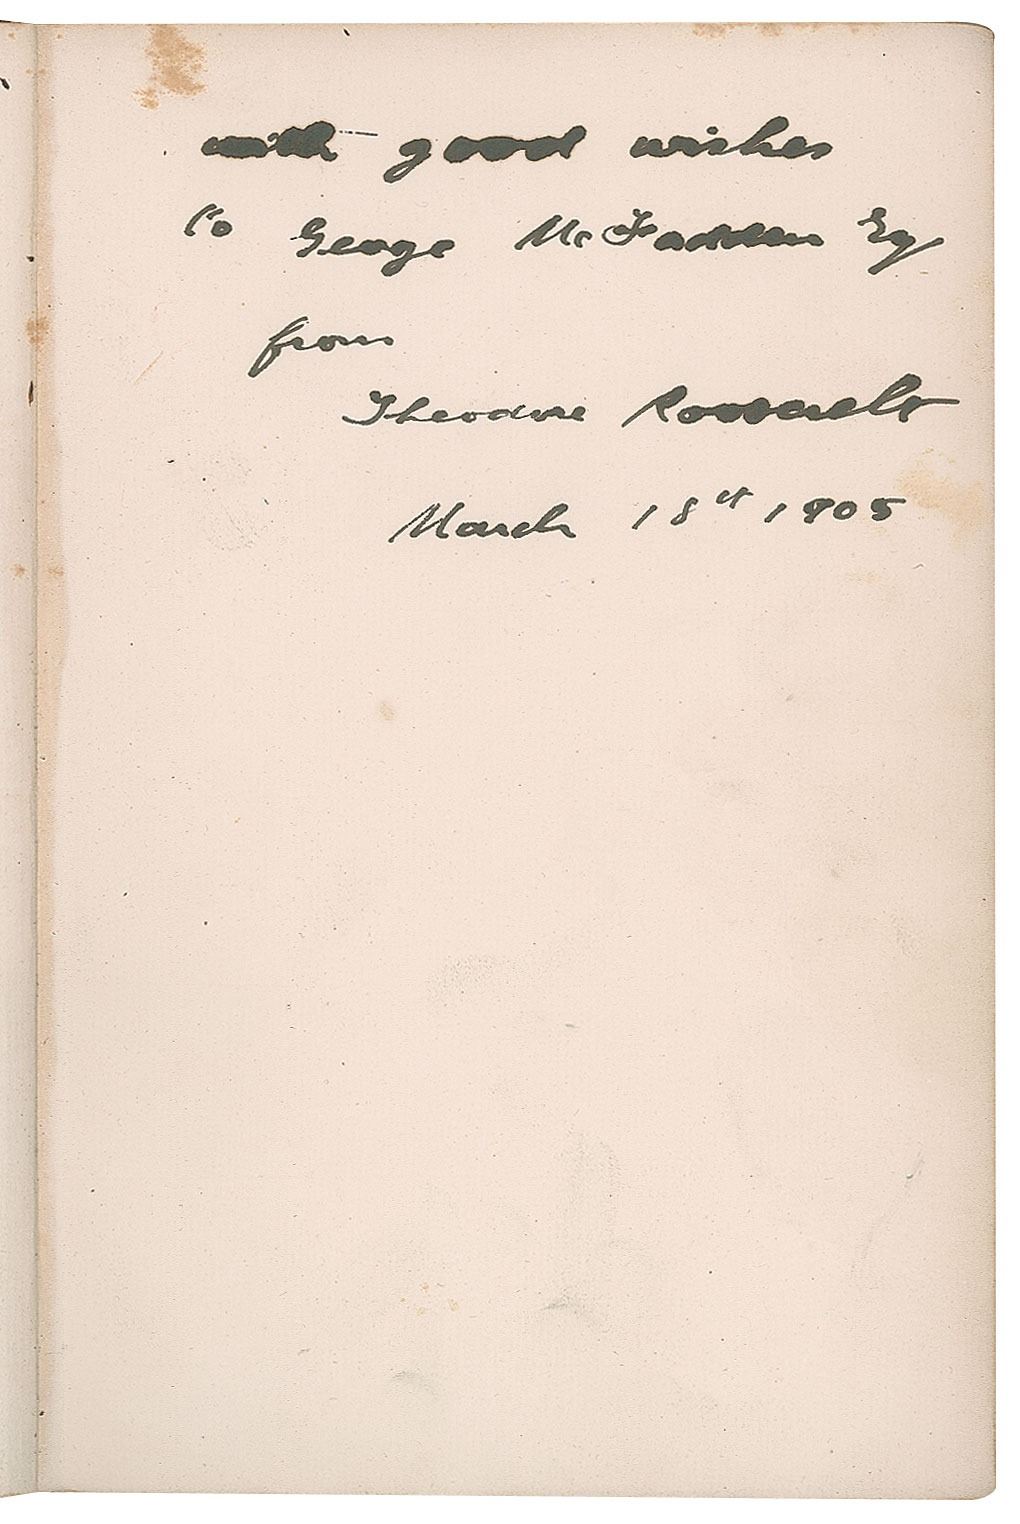 with good wishes
to George McFadden Esq
from
Theodore Roosevelt
March 18th 1905